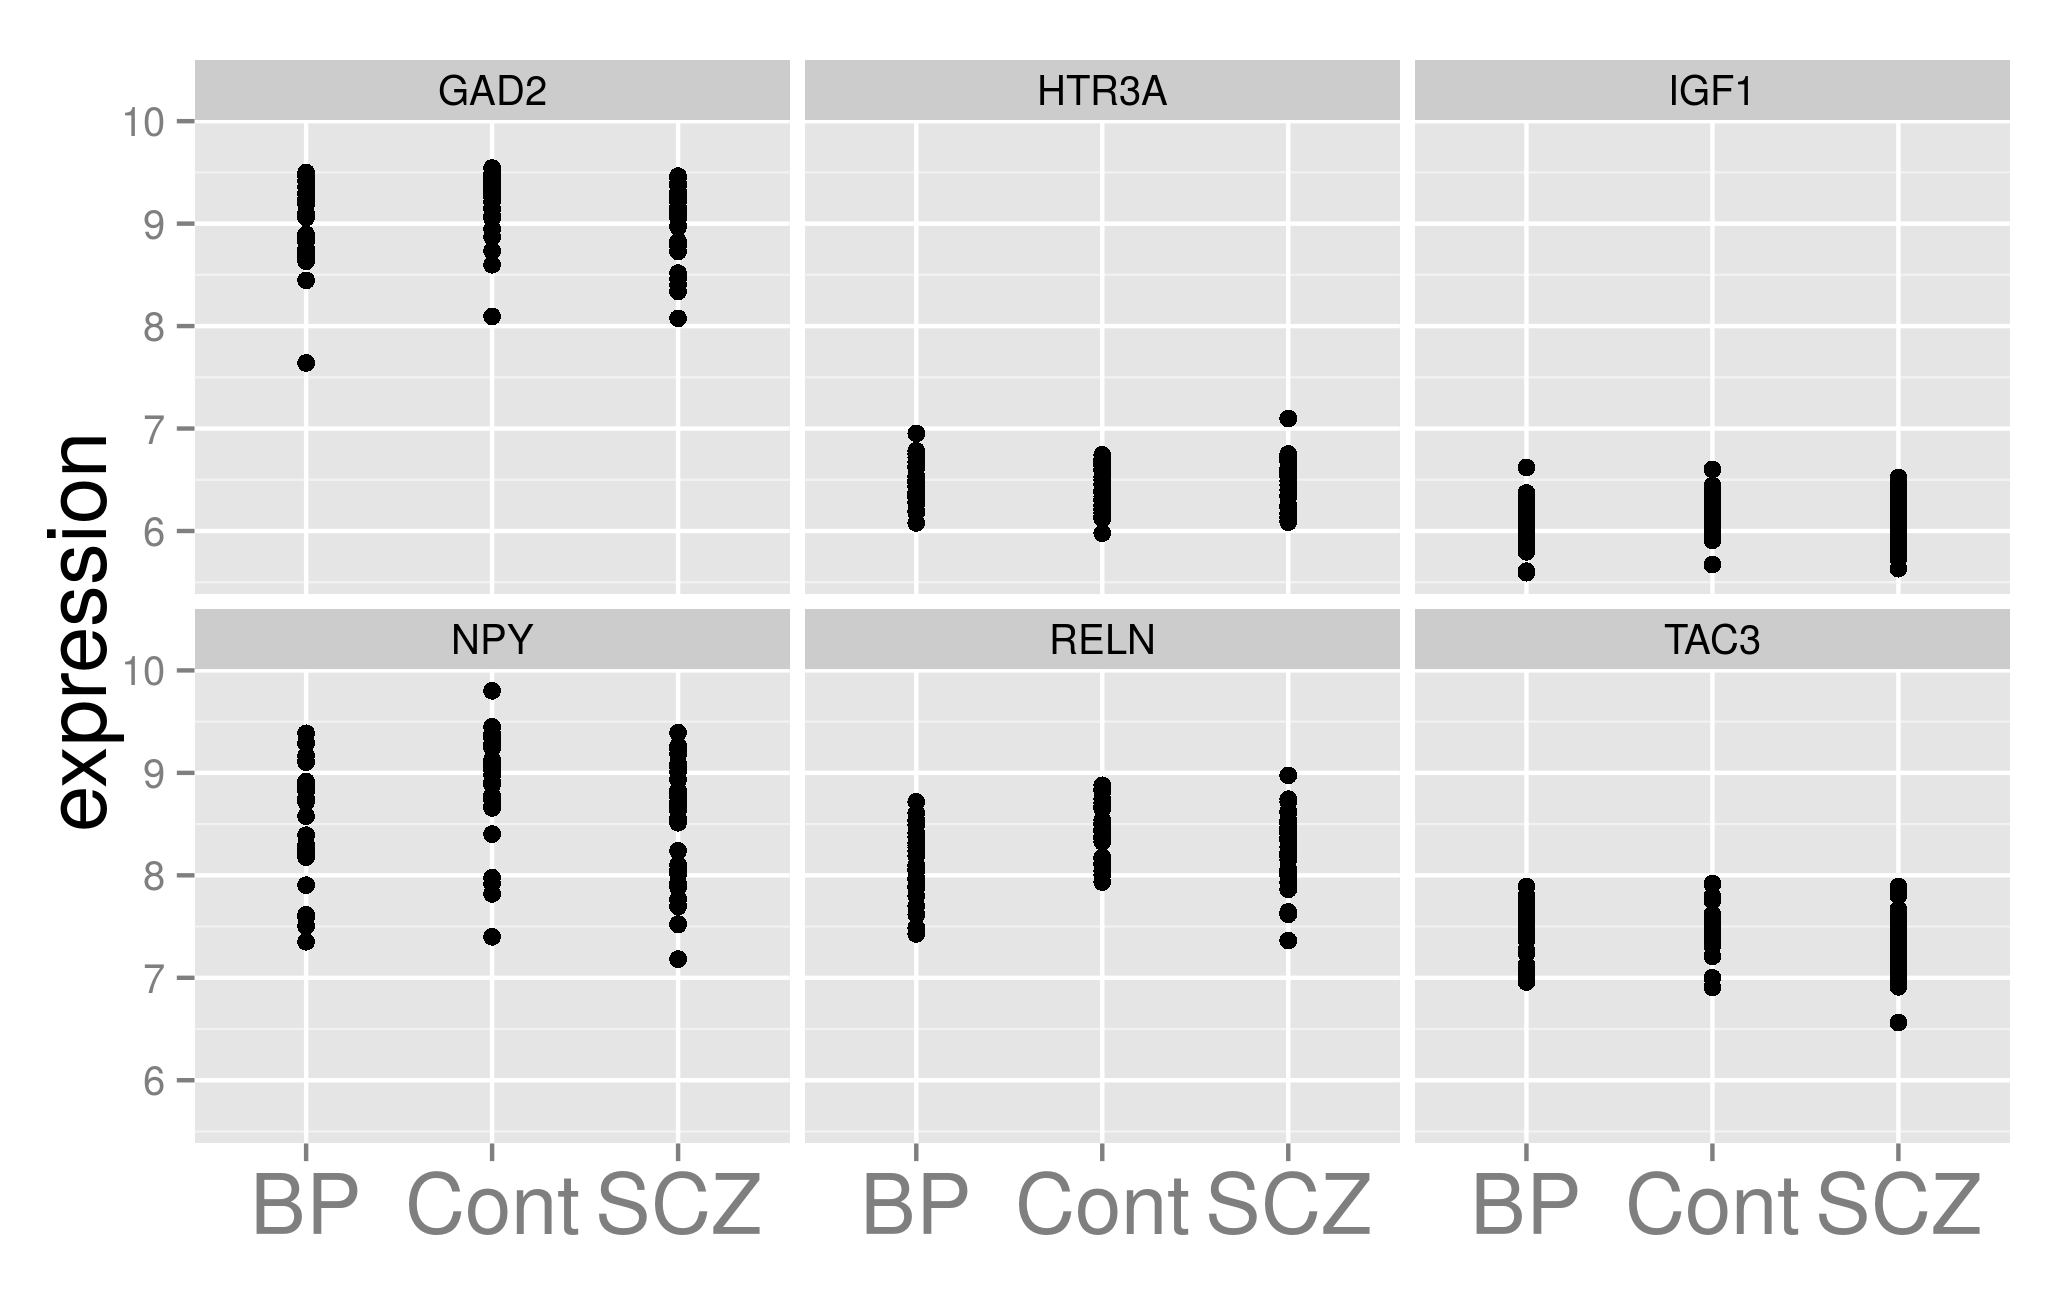 GAD2 HTR3A IGF1
10
9
8
7
6
expression
NPY RELN TAC3
10
9
8
7
6
BP Cont SCZ BP Cont SCZ BP Cont SCZ